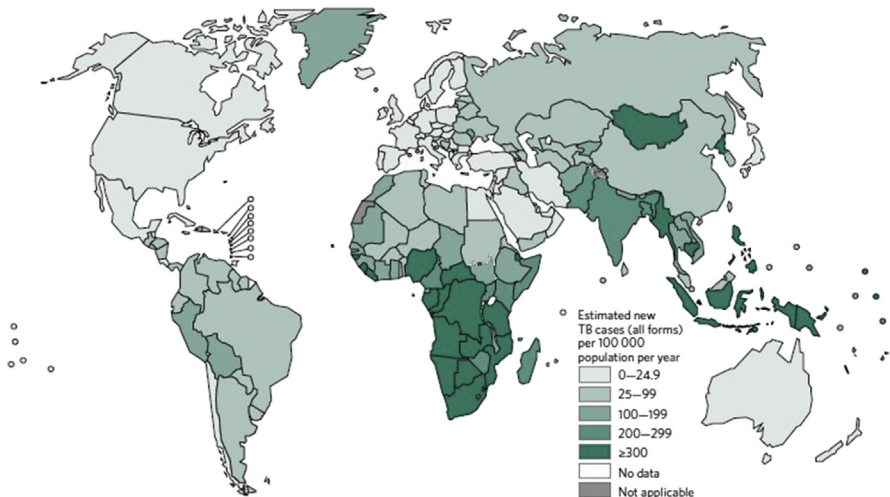 Estimated new
TB cases (all forms)
per 100 000
population per year
0–24.9
25–99
100–199
200–299
≥300
No data
Not applicable